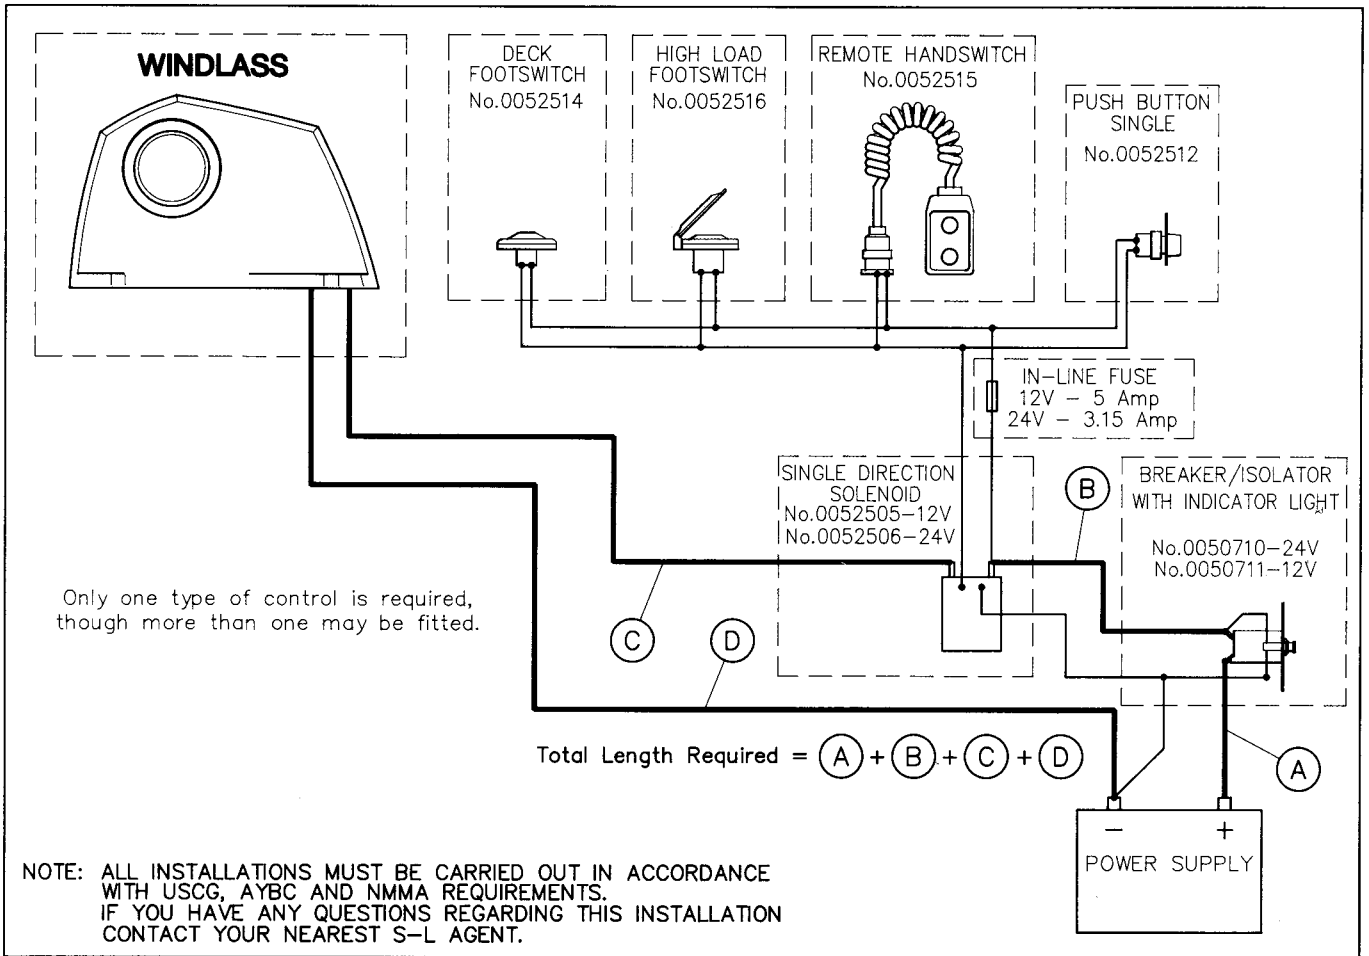 WINDLASS
DECK
FOOTSWITCH
No.0052514
HIGH LOAD
FOOTSWITCH
No.0052516
REMOTE HANDSWITCH
No.0052515
PUSH BUTTON
SINGLE
No.0052512
IN-LINE FUSE
12V - 5 Amp
24V - 3.15 Amp
SINGLE DIRECTION
SOLENOID
No.0052505-12V
No.0052506-24V
B
BREAKER/ISOLATOR
WITH INDICATOR LIGHT
No.0050710-24V
No.0050711-12V
Only one type of control is required,
though more than one may be fitted.
C
D
Total Length Required = A + B + C + D
A
- +
POWER SUPPLY
NOTE: ALL INSTALLATIONS MUST BE CARRIED OUT IN ACCORDANCE
WITH USCG, AYBC AND NMMA REQUIREMENTS.
IF YOU HAVE ANY QUESTIONS REGARDING THIS INSTALLATION
CONTACT YOUR NEAREST S-L AGENT.